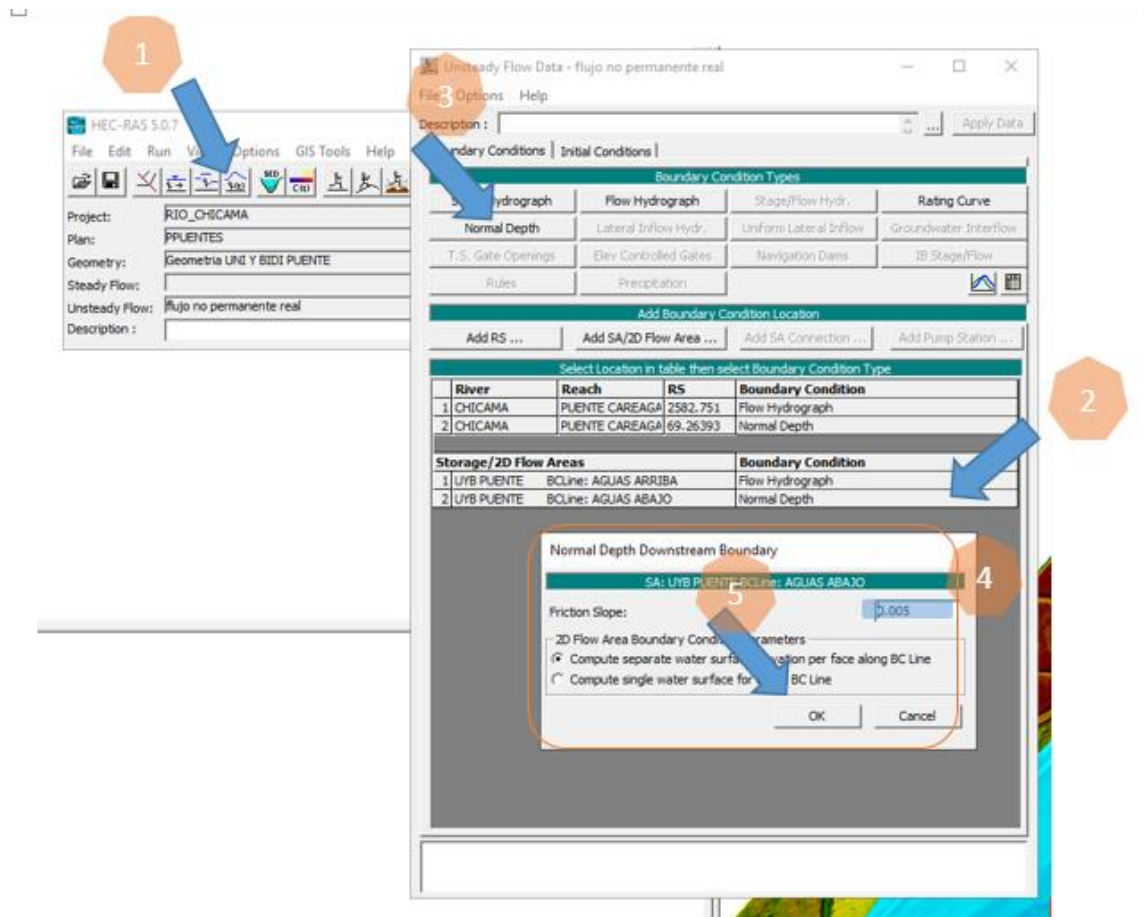 1
HEC-RAS 5.0.7
File Edit Run Options GIS Tools Help
Project: RIO_CHICAMA
Plan: PPUENTES
Geometry: Geometria UNI Y BIDI PUENTE
Steady Flow:
Unsteady Flow: flujo no permanente real
Description :
Unsteady Flow Data - flujo no permanente real
3
File Options Help
Description : ... Apply Data
Conditions Initial Conditions
Boundary Condition Types
Flow Hydrograph Stage/Flow Hydr. Rating Curve
Normal Depth Lateral Inflow Hydr. Uniform Lateral Inflow Groundwater Interflow
T.S. Gate Openings Elev Controlled Gates Navigation Dams IB Stage/Flow
Rules Precipitation
Add Boundary Condition Location
Add RS ... Add SA/2D Flow Area ... Add SA Connection ... Add Pump Station ...
Select Location in table then select Boundary Condition Type
River Reach RS Boundary Condition
1 CHICAMA PUENTE CAREAGA 2582.751 Flow Hydrograph
2 CHICAMA PUENTE CAREAGA 69.26393 Normal Depth
2
Storage/2D Flow Areas Boundary Condition
1 UYB PUENTE BCLine: AGUAS ARRIBA Flow Hydrograph
2 UYB PUENTE BCLine: AGUAS ABAJO Normal Depth
Normal Depth Downstream Boundary
SA: UYB PUENTE BCLine: AGUAS ABAJO
4
5
Friction Slope: 0.005
2D Flow Area Boundary Condition Parameters
Compute separate water surface elevation per face along BC Line
Compute single water surface for BC Line
OK Cancel